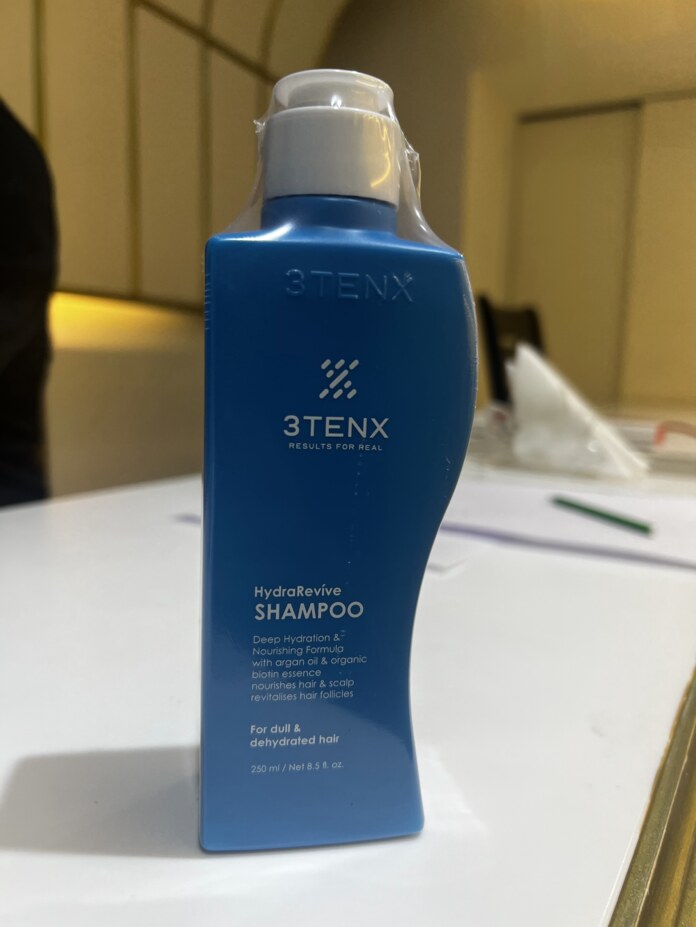 3TENX
3TENX
RESULTS FOR REAL
HydraRevive
SHAMPOO
Deep Hydration &
Nourishing Formula
with argan oil & organic
biotin essence
nourishes hair & scalp
revitalises hair follicles
For dull &
dehydrated hair
250 ml / Net 8.5 fl. oz.